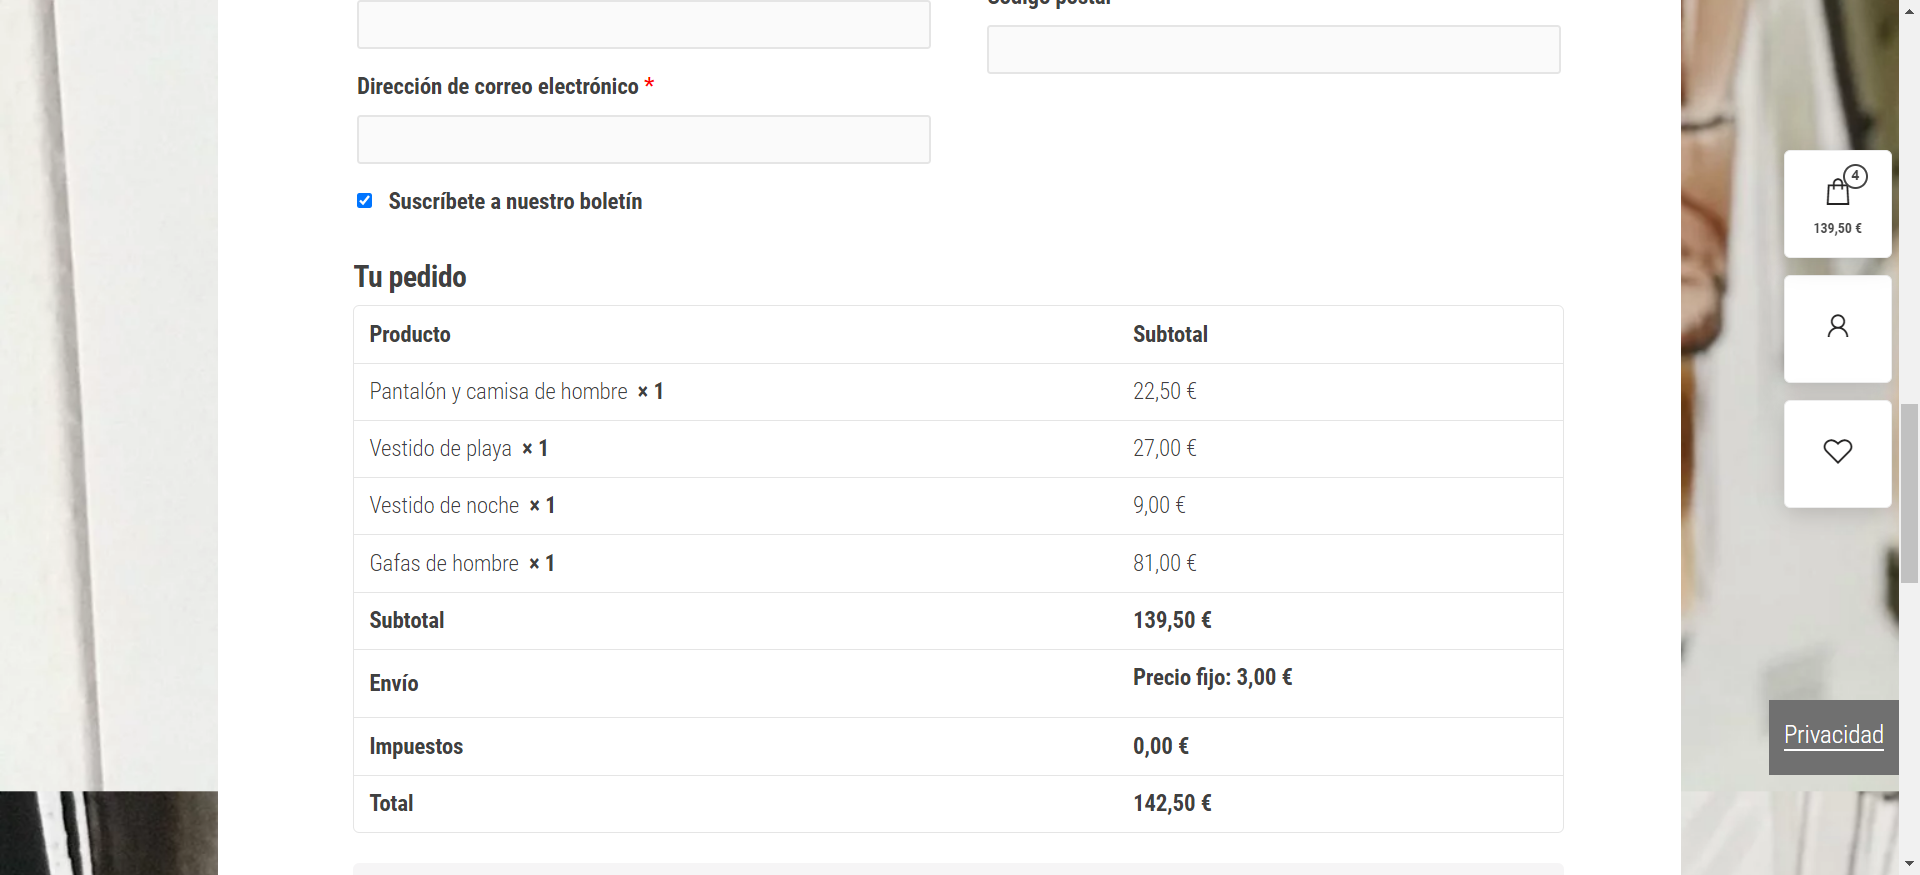 Dirección de correo electrónico *
Suscríbete a nuestro boletín
Tu pedido
Producto Subtotal
Pantalón y camisa de hombre × 1 22,50 €
Vestido de playa × 1 27,00 €
Vestido de noche × 1 9,00 €
Gafas de hombre × 1 81,00 €
Subtotal 139,50 €
Envío Precio fijo: 3,00 €
Impuestos 0,00 €
Total 142,50 €
4
139,50 €
Privacidad